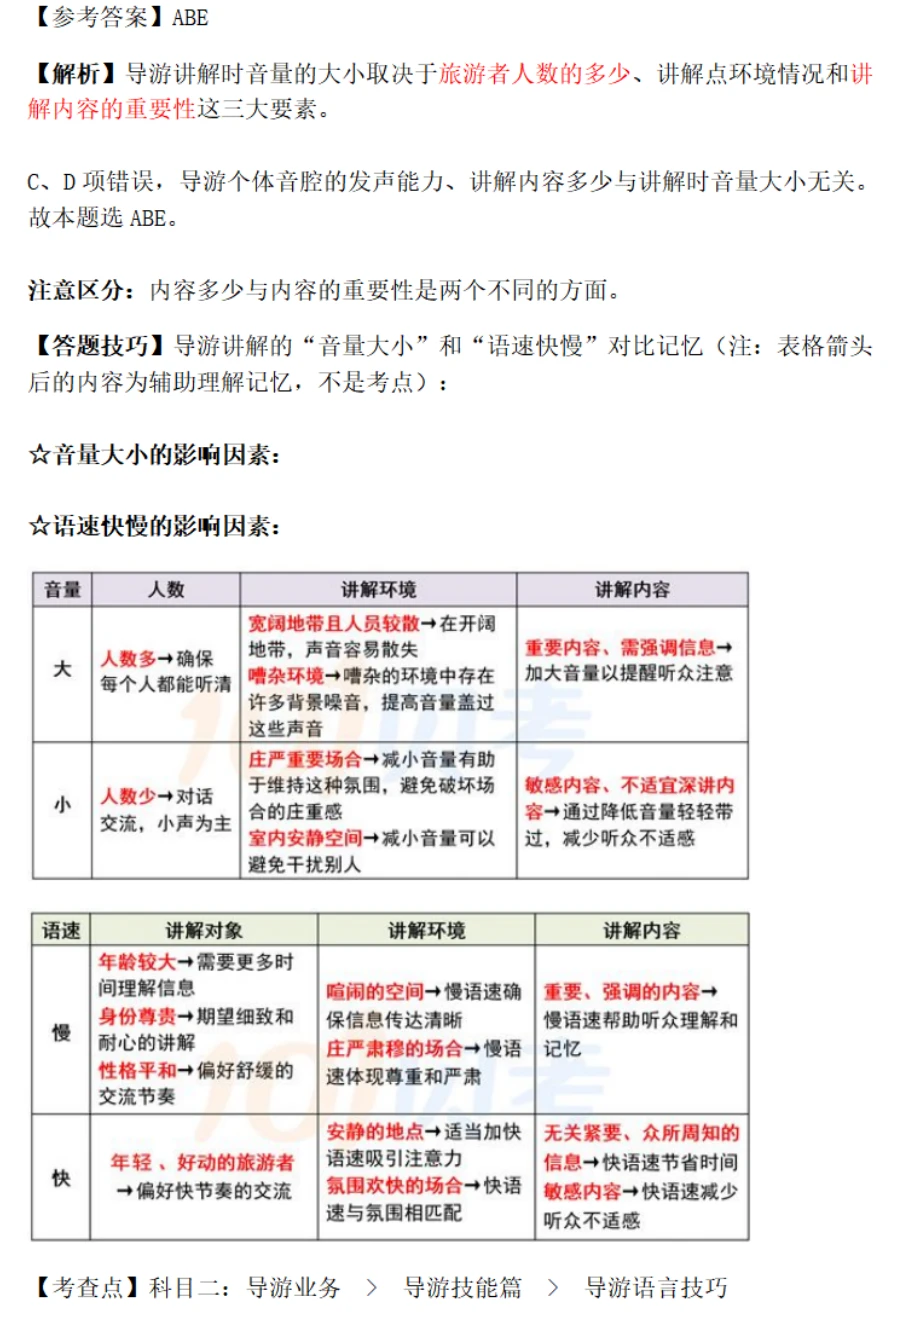 【参考答案】ABE
【解析】导游讲解时音量的大小取决于旅游者人数的多少、讲解点环境情况和讲
解内容的重要性这三大要素。
C、D 项错误，导游个体音腔的发声能力、讲解内容多少与讲解时音量大小无关。
故本题选 ABE。
注意区分：内容多少与内容的重要性是两个不同的方面。
【答题技巧】导游讲解的“音量大小”和“语速快慢”对比记忆（注：表格箭头
后的内容为辅助理解记忆，不是考点）：
☆音量大小的影响因素：
☆语速快慢的影响因素：
音量 人数 讲解环境 讲解内容
大
人数多→确保
每个人都能听清
宽阔地带且人员较散→在开阔
地带，声音容易散失
嘈杂环境→嘈杂的环境中存在
许多背景噪音，提高音量盖过
这些声音
重要内容、需强调信息→
加大音量以提醒听众注意
小
人数少→对话
交流，小声为主
庄严重要场合→减小音量有助
于维持这种氛围，避免破坏场
合的庄重感
室内安静空间→减小音量可以
避免干扰别人
敏感内容、不适宜深讲内
容→通过降低音量轻轻带
过，减少听众不适感
语速 讲解对象 讲解环境 讲解内容
慢
年龄较大→需要更多时
间理解信息
身份尊贵→期望细致和
耐心的讲解
性格平和→偏好舒缓的
交流节奏
喧闹的空间→慢语速确
保信息传达清晰
庄严肃穆的场合→慢语
速体现尊重和严肃
重要、强调的内容→
慢语速帮助听众理解和
记忆
快
年轻 、好动的旅游者
→偏好快节奏的交流
安静的地点→适当加快
语速吸引注意力
氛围欢快的场合→快语
速与氛围相匹配
无关紧要、众所周知的
信息→快语速节省时间
敏感内容→快语速减少
听众不适感
【考查点】科目二：导游业务 > 导游技能篇 > 导游语言技巧